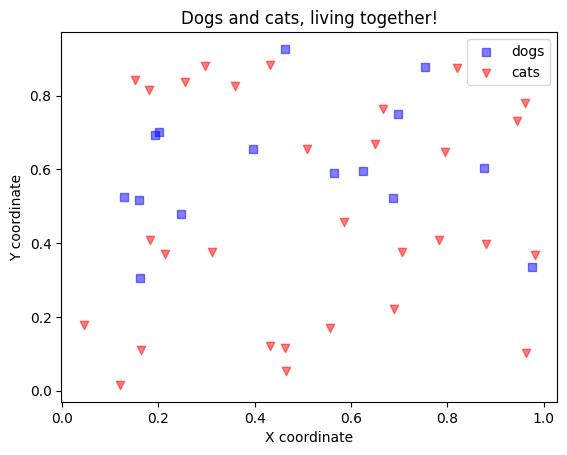 Dogs and cats, living together!
dogs
cats
Y coordinate
0.8
0.6
0.4
0.2
0.0
0.0 0.2 0.4 0.6 0.8 1.0
X coordinate